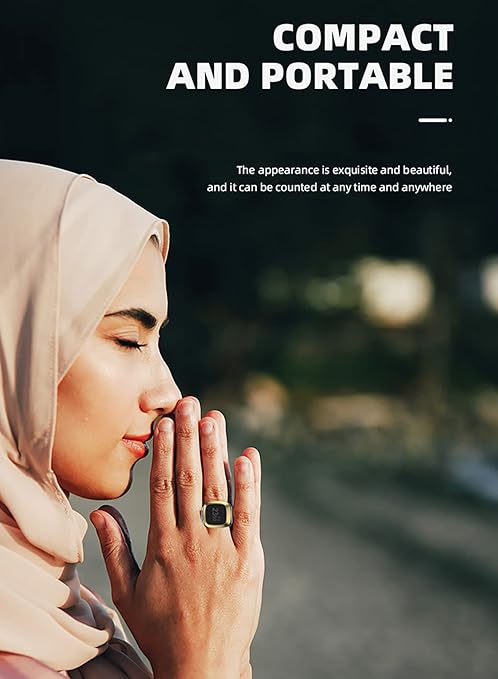 COMPACT
AND PORTABLE
The appearance is exquisite and beautiful,
and it can be counted at any time and anywhere